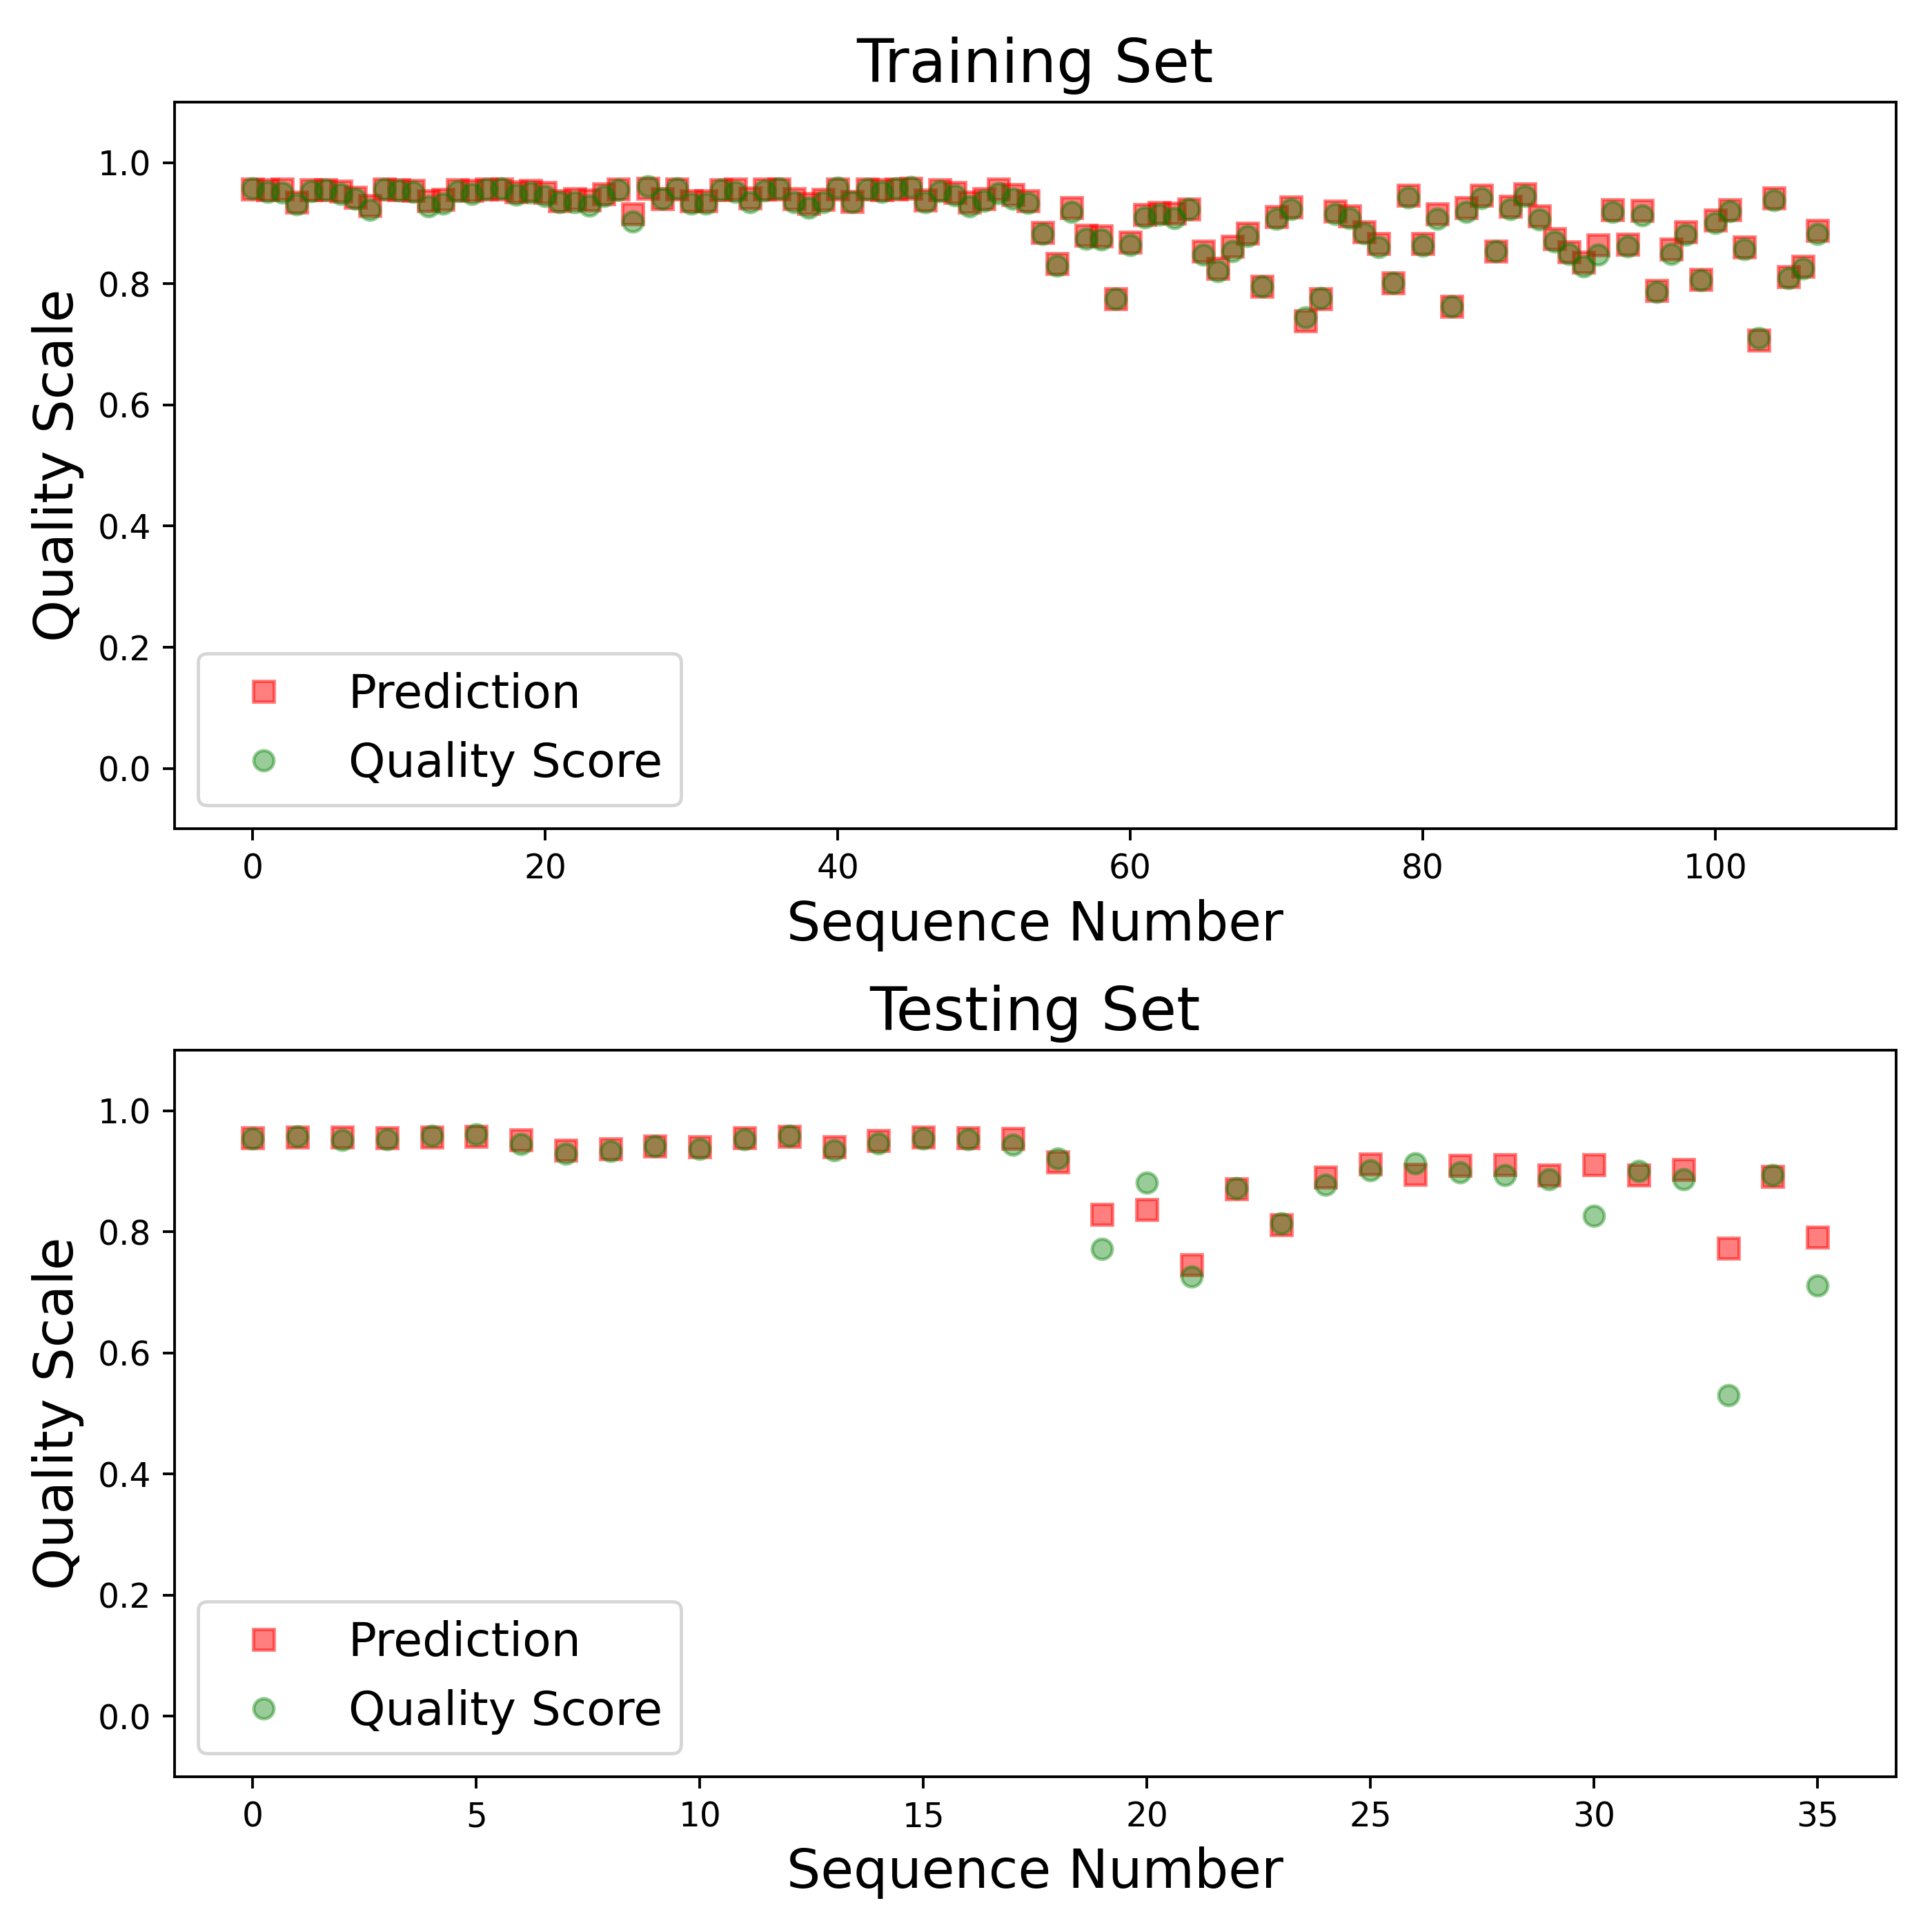 Training Set
1.0
0.8
0.6
0.4
0.2
0.0
Quality Scale
Prediction
Quality Score
0 20 40 60 80 100
Sequence Number
Testing Set
1.0
0.8
0.6
0.4
0.2
0.0
Quality Scale
Prediction
Quality Score
0 5 10 15 20 25 30 35
Sequence Number